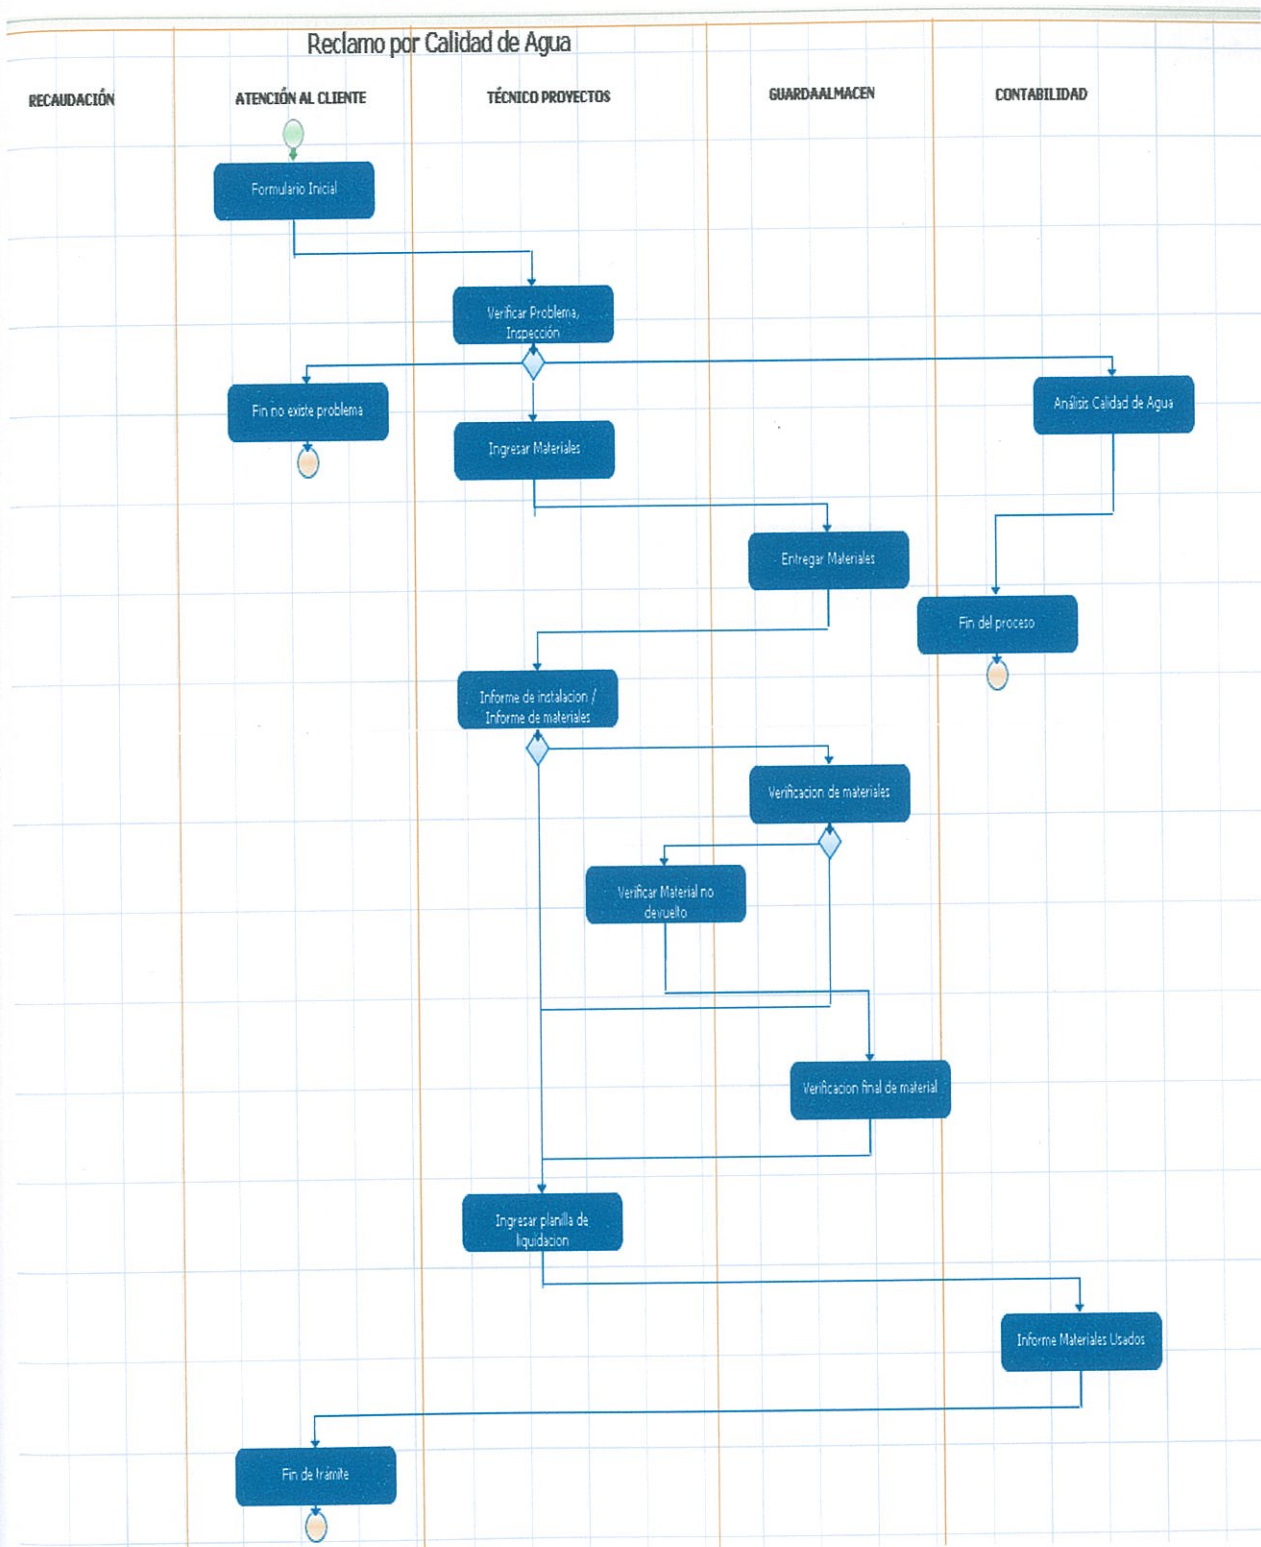 Reclamo por Calidad de Agua
RECAUDACIÓN
ATENCIÓN AL CLIENTE
TÉCNICO PROYECTOS
GUARDAALMACEN
CONTABILIDAD
Formulario Inicial
Verificar Problema,
Inspección
Fin no existe problema
Análisis Calidad de Agua
Ingresar Materiales
Entregar Materiales
Fin del proceso
Informe de instalacion /
Informe de materiales
Verificacion de materiales
Verificar Material no
devuelto
Verificacion final de material
Ingresar planilla de
liquidacion
Informe Materiales Usados
Fin de trámite